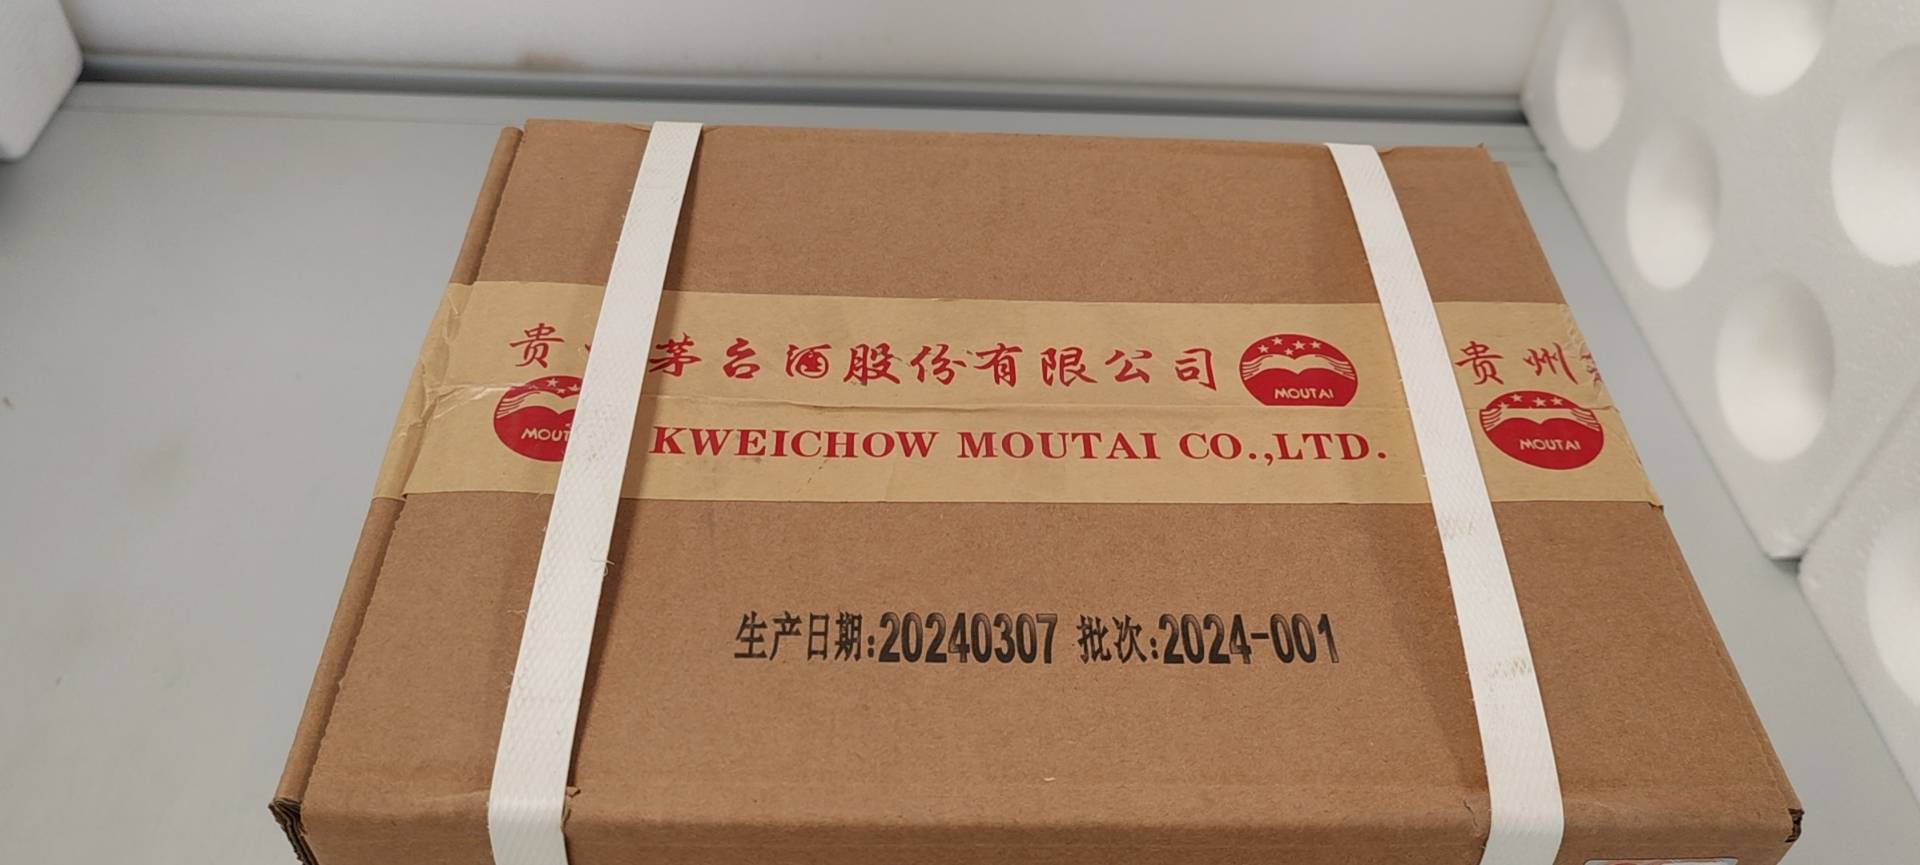 贵 茅台酒股份有限公司 MOUTAI 贵州
MOUT KWEICHOW MOUTAI CO.,LTD. MOUTAI
生产日期:20240307 批次:2024-001